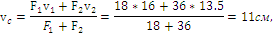 v_c = (F₁v₁ + F₂v₂)/(F₁ + F₂) = (18 * 16 + 36 * 13.5)/(18 + 36) = 11см,